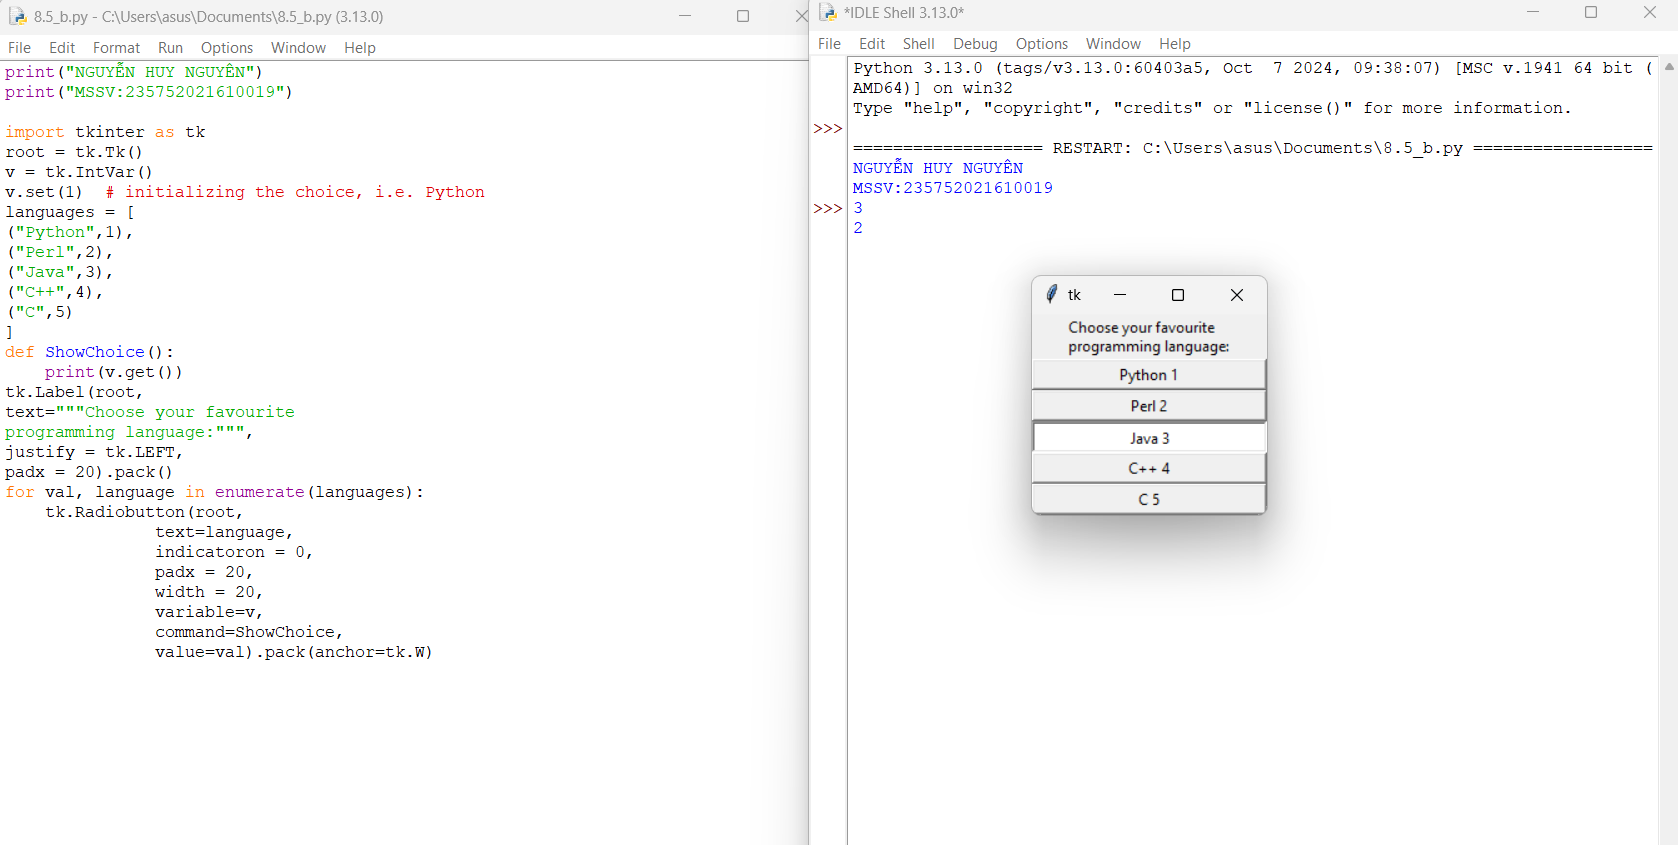 8.5_b.py - C:\Users\asus\Documents\8.5_b.py (3.13.0)
File Edit Format Run Options Window Help
print("NGUYỄN HUY NGUYÊN")
print("MSSV:235752021610019")
import tkinter as tk
root = tk.Tk()
v = tk.IntVar()
v.set(1)  # initializing the choice, i.e. Python
languages = [
("Python",1),
("Perl",2),
("Java",3),
("C++",4),
("C",5)
]
def ShowChoice():
    print(v.get())
tk.Label(root,
text="""Choose your favourite
programming language:""",
justify = tk.LEFT,
padx = 20).pack()
for val, language in enumerate(languages):
    tk.Radiobutton(root,
               text=language,
               indicatoron = 0,
               padx = 20,
               width = 20,
               variable=v,
               command=ShowChoice,
               value=val).pack(anchor=tk.W)
*IDLE Shell 3.13.0*
File Edit Shell Debug Options Window Help
Python 3.13.0 (tags/v3.13.0:60403a5, Oct  7 2024, 09:38:07) [MSC v.1941 64 bit (
AMD64)] on win32
Type "help", "copyright", "credits" or "license()" for more information.
>>>
=================== RESTART: C:\Users\asus\Documents\8.5_b.py ==================
NGUYỄN HUY NGUYÊN
MSSV:235752021610019
>>> 3
2
tk
Choose your favourite
programming language:
Python 1
Perl 2
Java 3
C++ 4
C 5